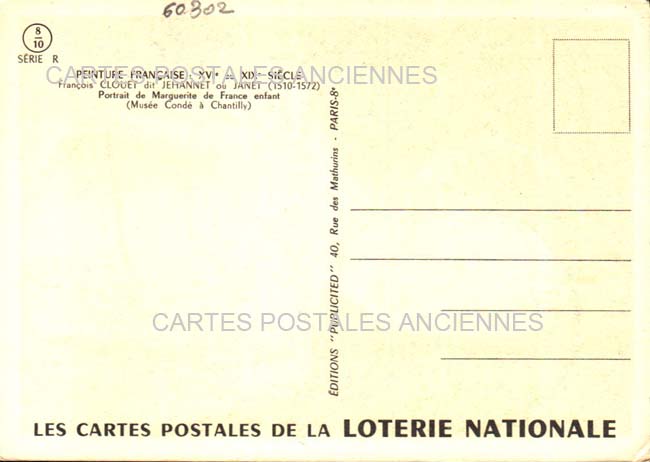 60.302
8
10
SÉRIE R
PEINTURE FRANÇAISE : XVIe au XIXe SIÈCLE
François CLOUET dit JEHANNET ou JANET (1510-1572)
Portrait de Marguerite de France enfant
(Musée Condé à Chantilly)
CARTES POSTALES ANCIENNES
ÉDITIONS "PUBLICITED" 40, Rue des Mathurins - PARIS-8e
CARTES POSTALES ANCIENNES
LES CARTES POSTALES DE LA LOTERIE NATIONALE